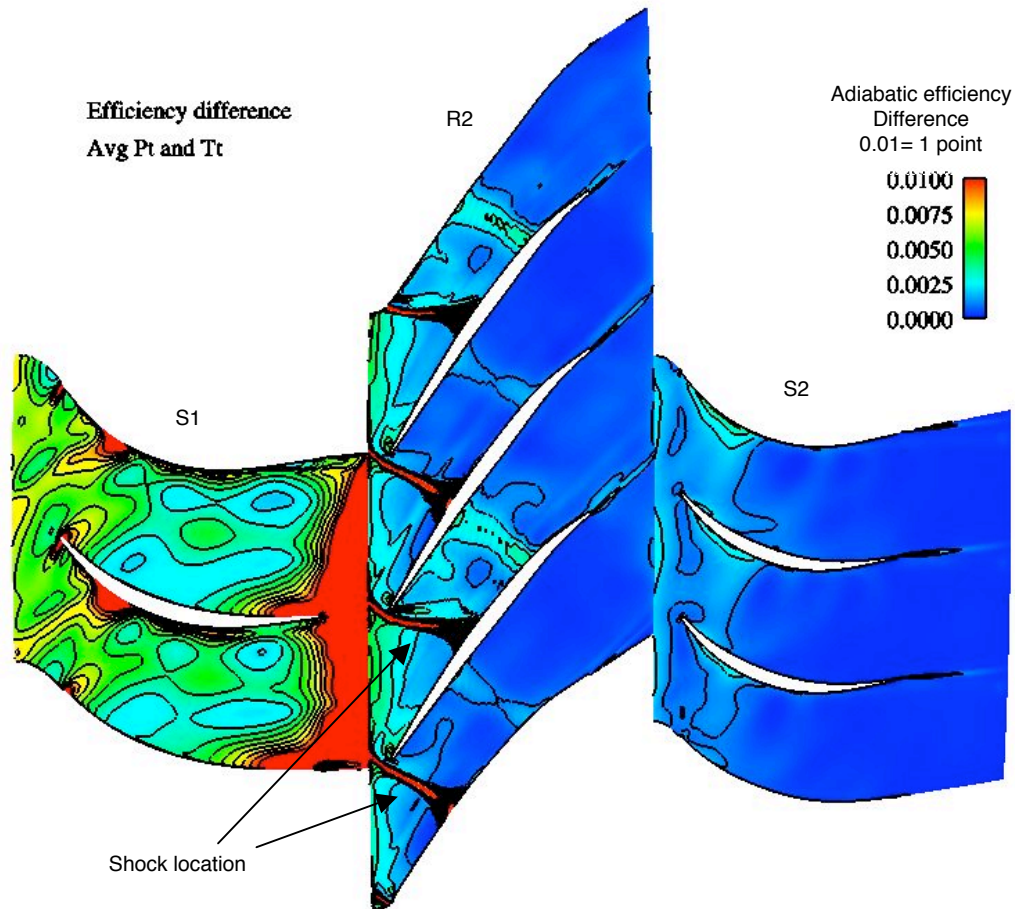 Efficiency difference
Avg Pt and Tt
R2
Adiabatic efficiency
Difference
0.01= 1 point
0.0100
0.0075
0.0050
0.0025
0.0000
S1
S2
Shock location